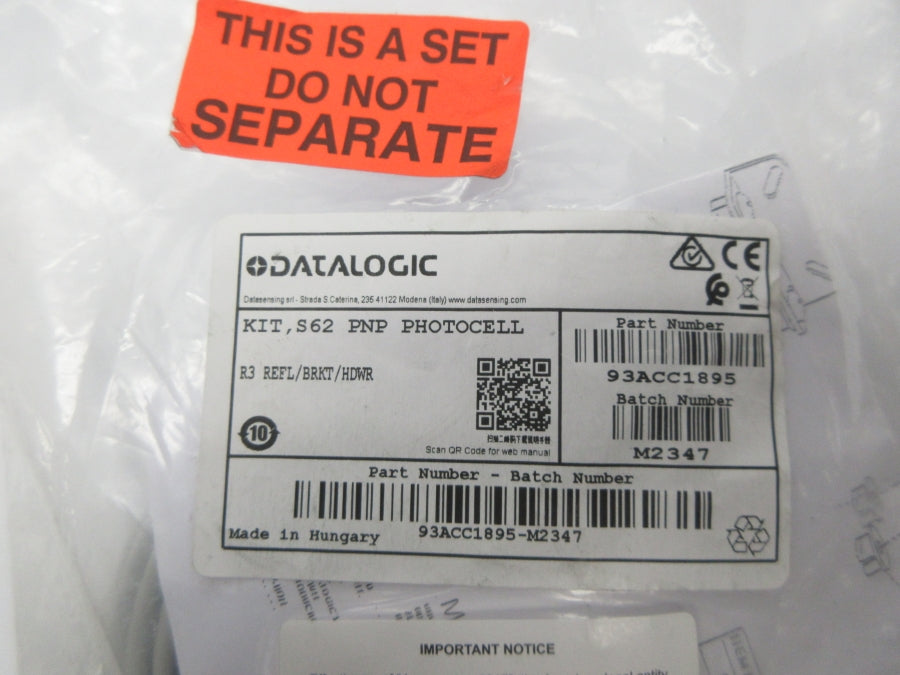 THIS IS A SET
DO NOT
SEPARATE
DATALOGIC
CE
Datasensing srl - Strada S.Caterina, 235 41122 Modena (Italy) www.datasensing.com
KIT,S62 PNP PHOTOCELL
R3 REFL/BRKT/HDWR
10
Scan QR Code for web manual
Part Number
93ACC1895
Batch Number
M2347
Part Number - Batch Number
93ACC1895-M2347
Made in Hungary
IMPORTANT NOTICE